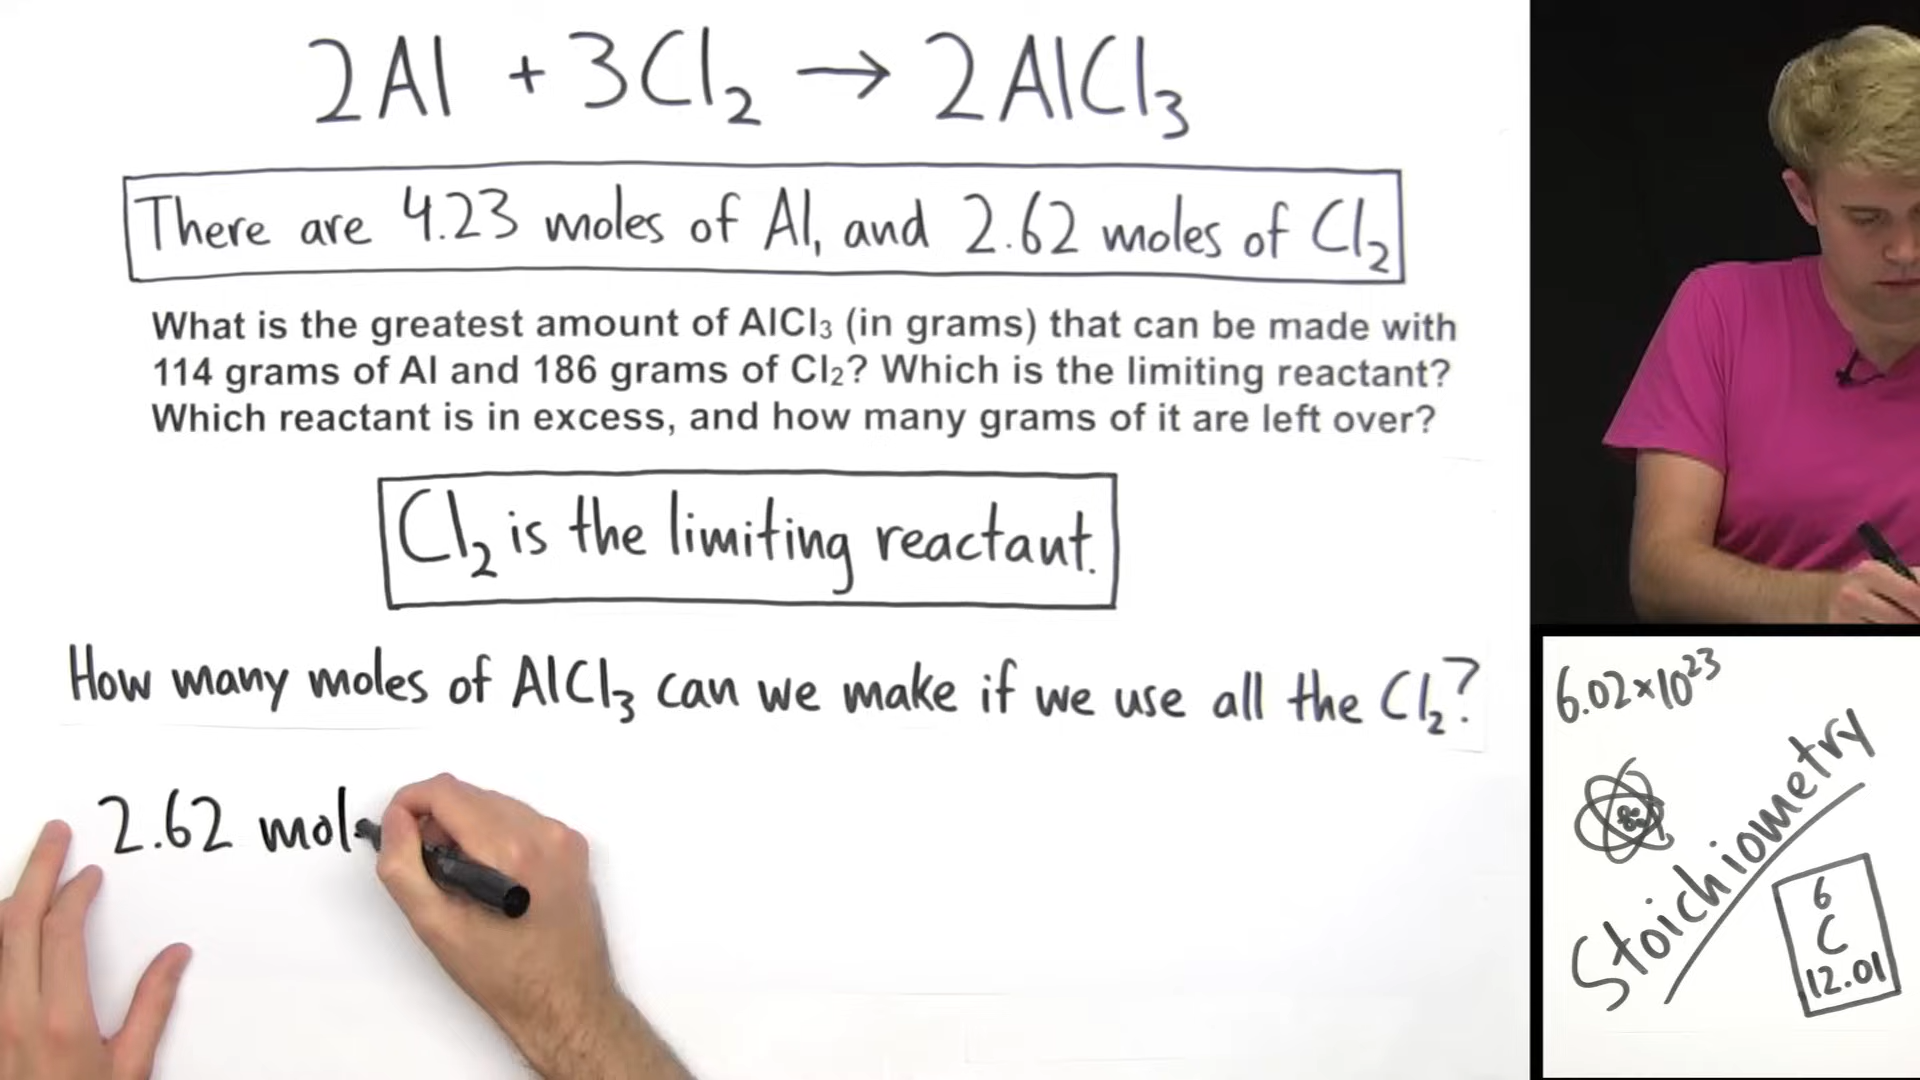 2Al + 3Cl₂ → 2AlCl₃
There are 4.23 moles of Al, and 2.62 moles of Cl₂
What is the greatest amount of AlCl₃ (in grams) that can be made with
114 grams of Al and 186 grams of Cl₂? Which is the limiting reactant?
Which reactant is in excess, and how many grams of it are left over?
Cl₂ is the limiting reactant.
How many moles of AlCl₃ can we make if we use all the Cl₂?
2.62 mol
6.02×10²³
Stoichiometry
6
C
12.01